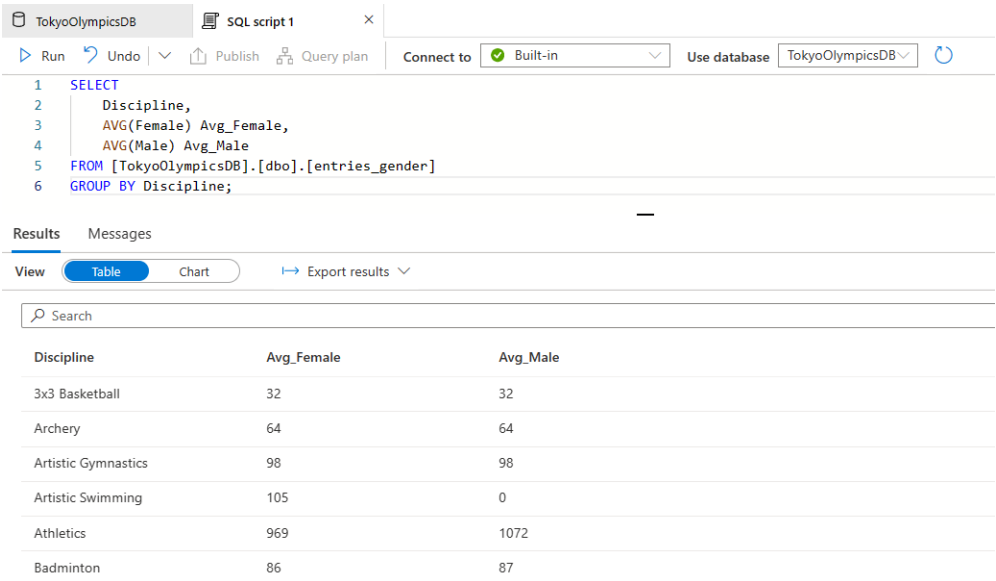 TokyoOlympicsDB SQL script 1 ×
Run Undo Publish Query plan Connect to Built-in Use database TokyoOlympicsDB
1 SELECT
2 Discipline,
3 AVG(Female) Avg_Female,
4 AVG(Male) Avg_Male
5 FROM [TokyoOlympicsDB].[dbo].[entries_gender]
6 GROUP BY Discipline;
Results Messages
View Table Chart Export results
Search
Discipline Avg_Female Avg_Male
3x3 Basketball 32 32
Archery 64 64
Artistic Gymnastics 98 98
Artistic Swimming 105 0
Athletics 969 1072
Badminton 86 87